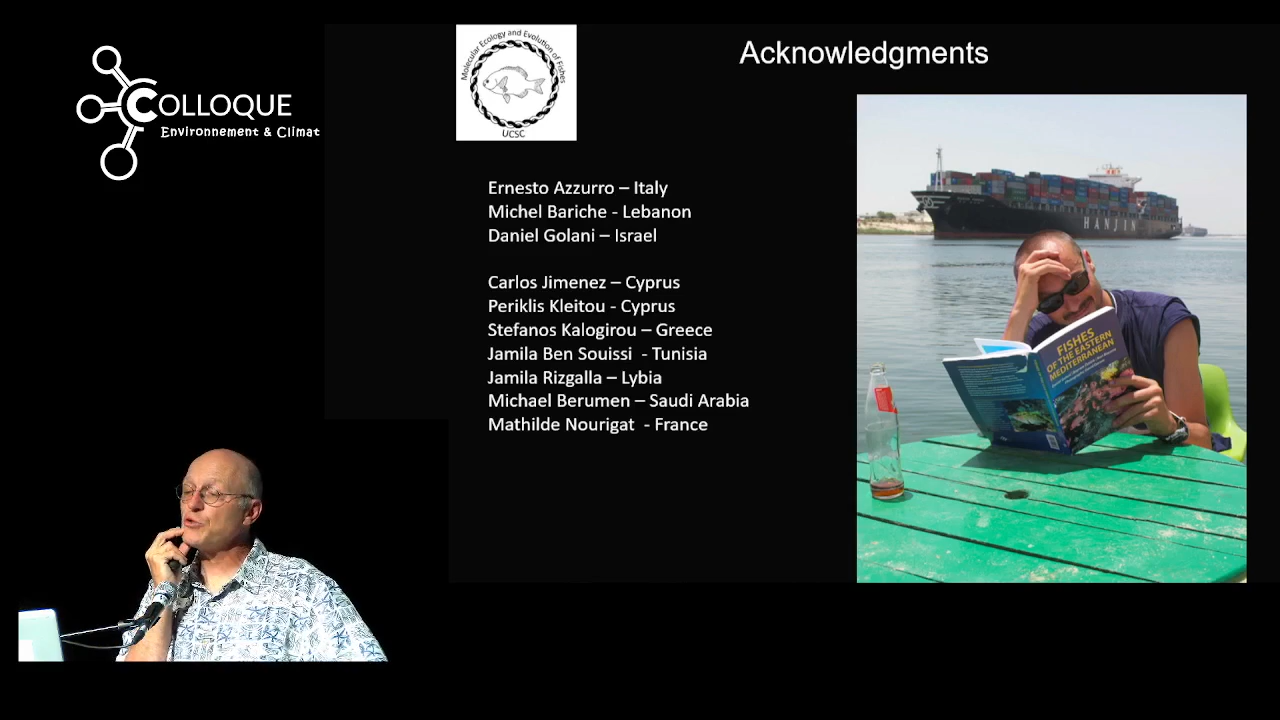 COLLOQUE
Environnement & Climat
Molecular Ecology and Evolution of Fishes
UCSC
Acknowledgments
Ernesto Azzurro – Italy
Michel Bariche - Lebanon
Daniel Golani – Israel
Carlos Jimenez – Cyprus
Periklis Kleitou - Cyprus
Stefanos Kalogirou – Greece
Jamila Ben Souissi - Tunisia
Jamila Rizgalla – Lybia
Michael Berumen – Saudi Arabia
Mathilde Nourigat - France
HANJIN
FISHES
OF THE EASTERN
MEDITERRANEAN